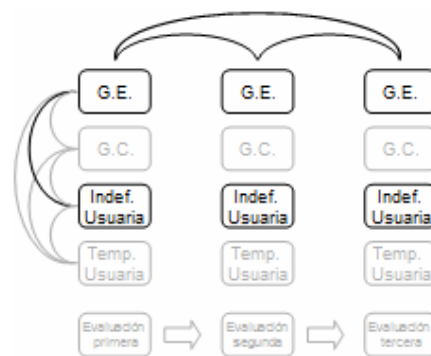 G.E. G.E. G.E.
G.C. G.C. G.C.
Indef. Indef. Indef.
Usuaria Usuaria Usuaria
Temp. Temp. Temp.
Usuaria Usuaria Usuaria
Evaluación Evaluación Evaluación
primera segunda tercera